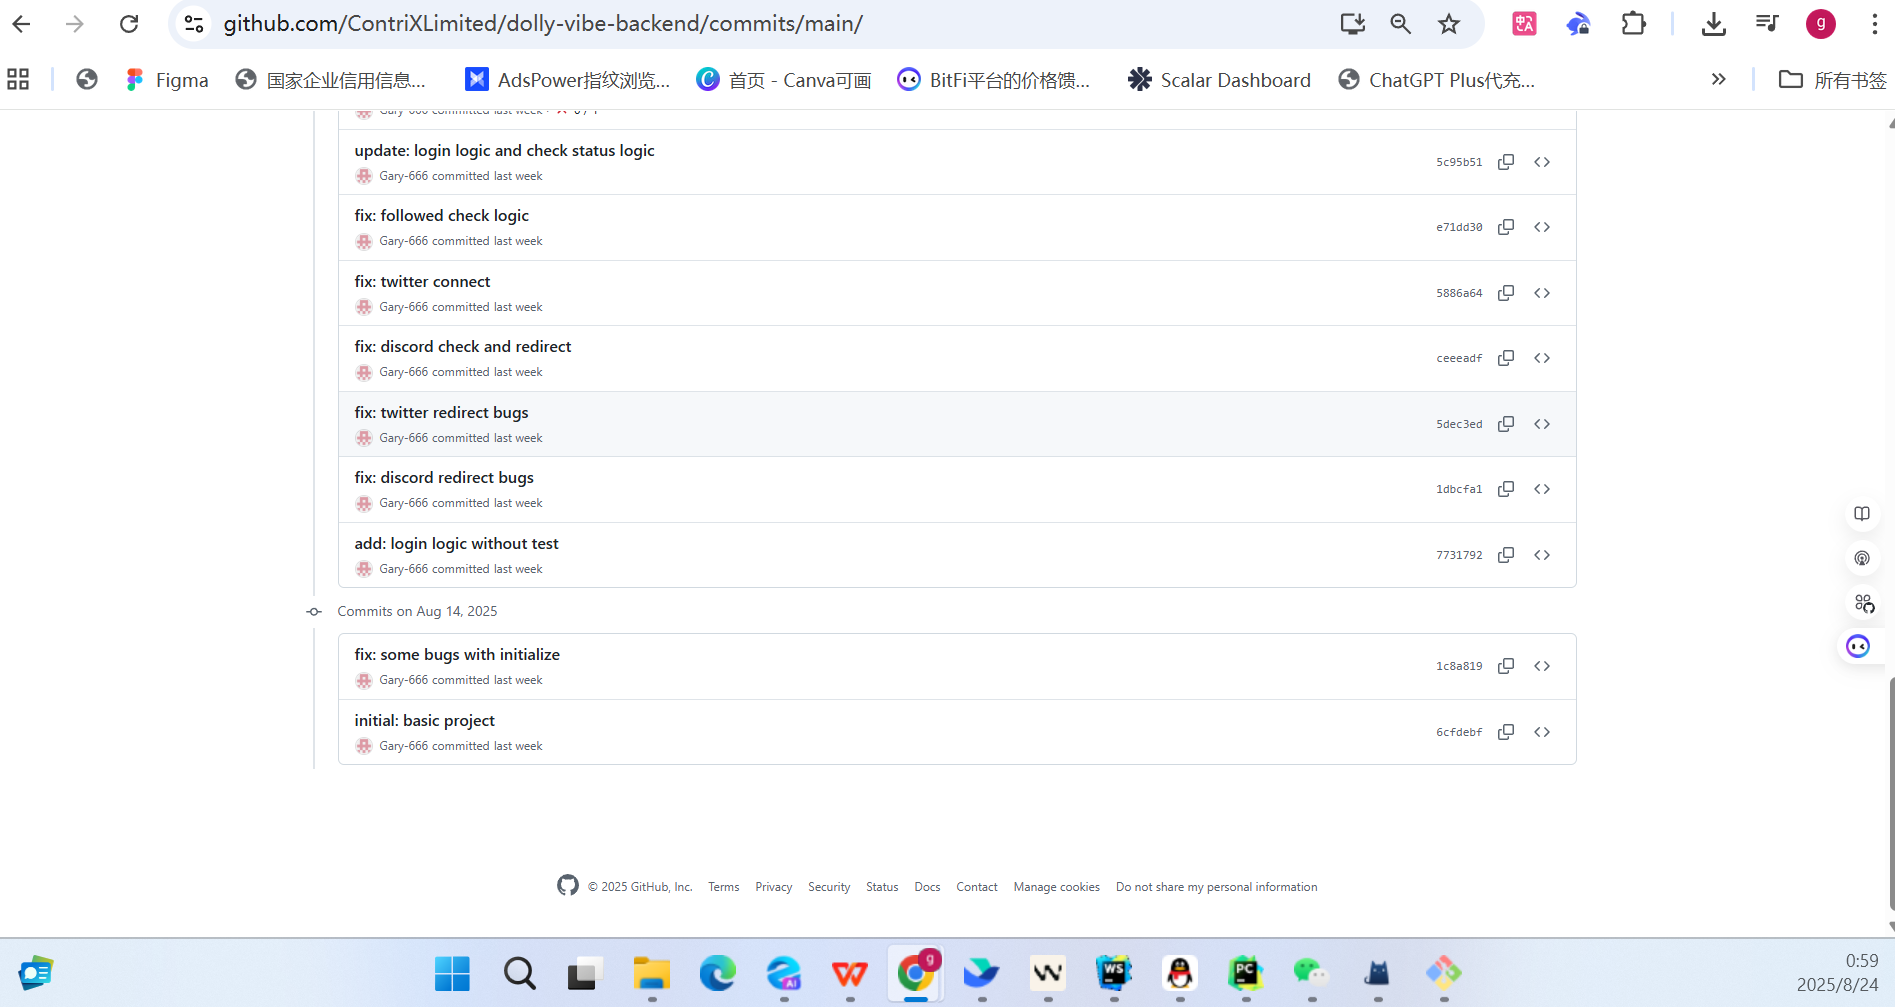 github.com/ContriXLimited/dolly-vibe-backend/commits/main/
g
Figma
国家企业信用信息...
AdsPower指纹浏览...
首页 - Canva可画
BitFi平台的价格馈...
Scalar Dashboard
ChatGPT Plus代充...
所有书签
Gary-666 committed last week
update: login logic and check status logic
Gary-666 committed last week
5c95b51
fix: followed check logic
Gary-666 committed last week
e71dd30
fix: twitter connect
Gary-666 committed last week
5886a64
fix: discord check and redirect
Gary-666 committed last week
ceeeadf
fix: twitter redirect bugs
Gary-666 committed last week
5dec3ed
fix: discord redirect bugs
Gary-666 committed last week
1dbcfa1
add: login logic without test
Gary-666 committed last week
7731792
Commits on Aug 14, 2025
fix: some bugs with initialize
Gary-666 committed last week
1c8a819
initial: basic project
Gary-666 committed last week
6cfdebf
© 2025 GitHub, Inc. Terms Privacy Security Status Docs Contact Manage cookies Do not share my personal information
0:59
2025/8/24